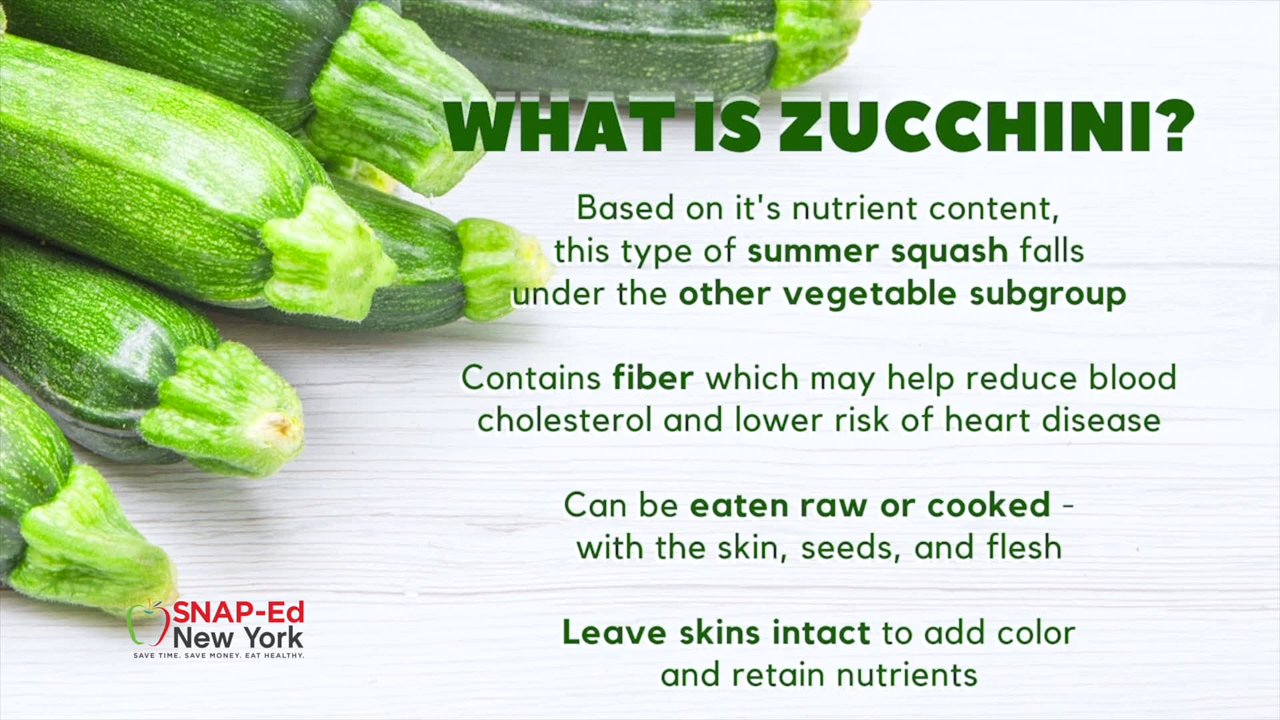 WHAT IS ZUCCHINI?
Based on it's nutrient content,
this type of summer squash falls
under the other vegetable subgroup
Contains fiber which may help reduce blood
cholesterol and lower risk of heart disease
Can be eaten raw or cooked -
with the skin, seeds, and flesh
Leave skins intact to add color
and retain nutrients
SNAP-Ed
New York
SAVE TIME. SAVE MONEY. EAT HEALTHY.